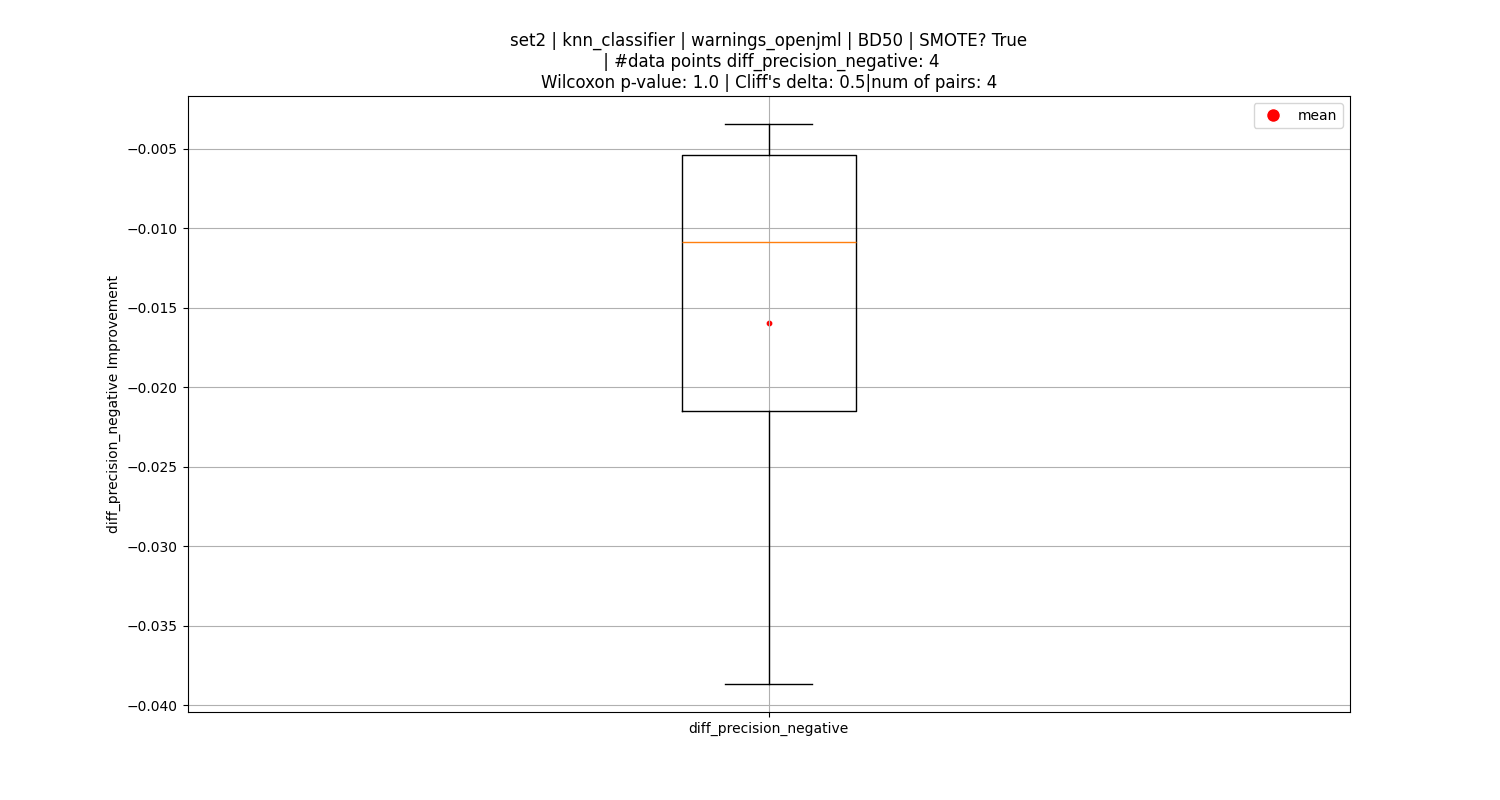 set2 | knn_classifier | warnings_openjml | BD50 | SMOTE? True
| #data points diff_precision_negative: 4
Wilcoxon p-value: 1.0 | Cliff's delta: 0.5|num of pairs: 4
mean
−0.005
−0.010
−0.015
−0.020
−0.025
−0.030
−0.035
−0.040
diff_precision_negative Improvement
diff_precision_negative